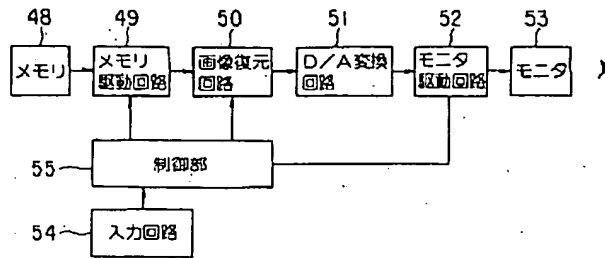 48
49
50
51
52
53
メモリ
メモリ
駆動回路
画像復元
回路
D/A変換
回路
モニタ
駆動回路
モニタ
55
制御部
54
入力回路